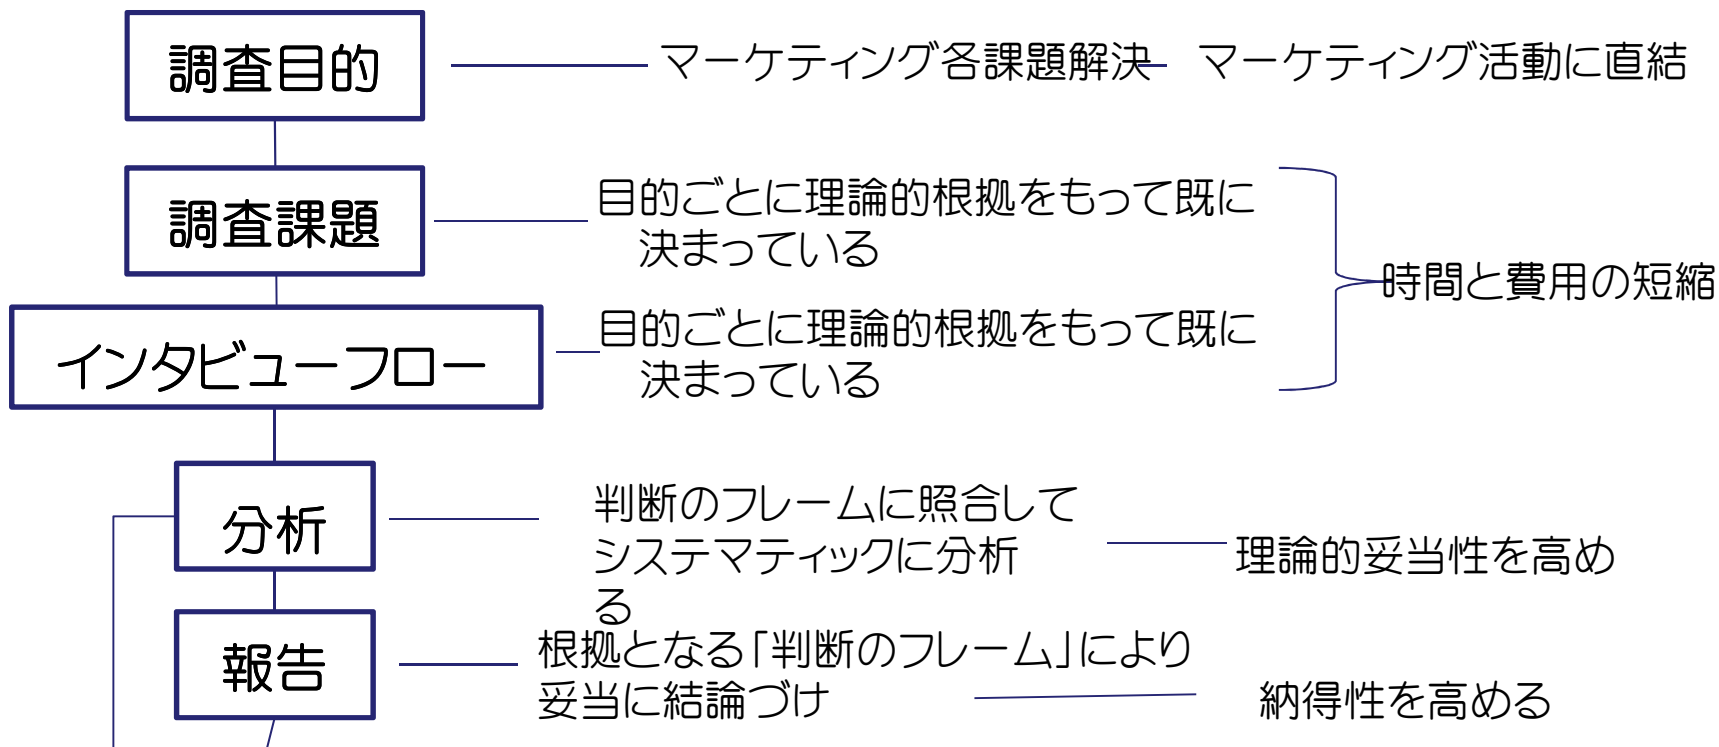 調査目的
マーケティング各課題解決
マーケティング活動に直結
調査課題
目的ごとに理論的根拠をもって既に
決まっている
時間と費用の短縮
インタビューフロー
目的ごとに理論的根拠をもって既に
決まっている
分析
判断のフレームに照合して
システマティックに分析
る
理論的妥当性を高め
報告
根拠となる「判断のフレーム」により
妥当に結論づけ
納得性を高める